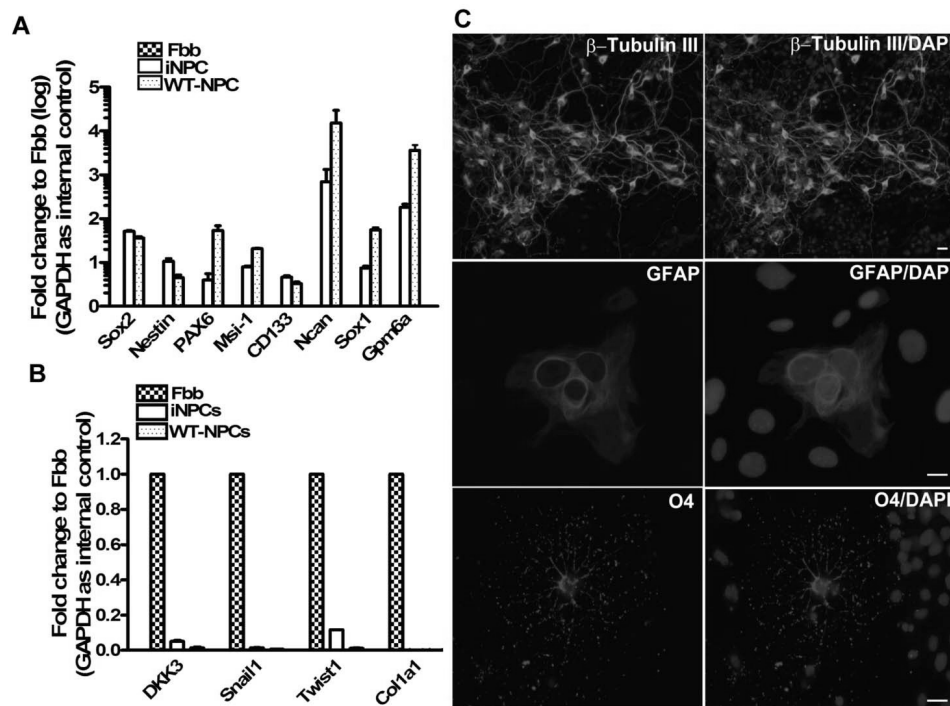 A
Fbb
iNPC
WT-NPC
Fold change to Fbb (log)
(GAPDH as internal control)
5
4
3
2
1
0
Sox2
Nestin
PAX6
Msi-1
CD133
Ncan
Sox1
Gpm6a
B
Fbb
iNPCs
WT-NPCs
Fold change to Fbb
(GAPDH as internal control)
1.2
1.0
0.8
0.6
0.4
0.2
0.0
DKK3
Snail1
Twist1
Col1a1
C
β–Tubulin III
β–Tubulin III/DAP
GFAP
GFAP/DAP
O4
O4/DAPI